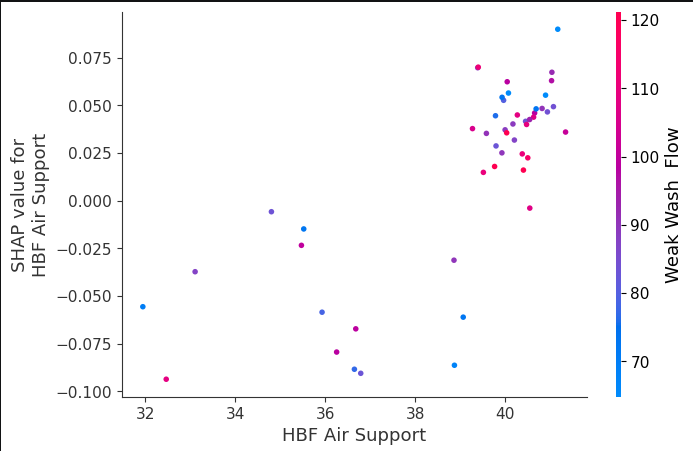 0.075
0.050
0.025
0.000
−0.025
−0.050
−0.075
−0.100
SHAP value for
HBF Air Support
32 34 36 38 40
HBF Air Support
120
110
100
90
80
70
Weak Wash  Flow